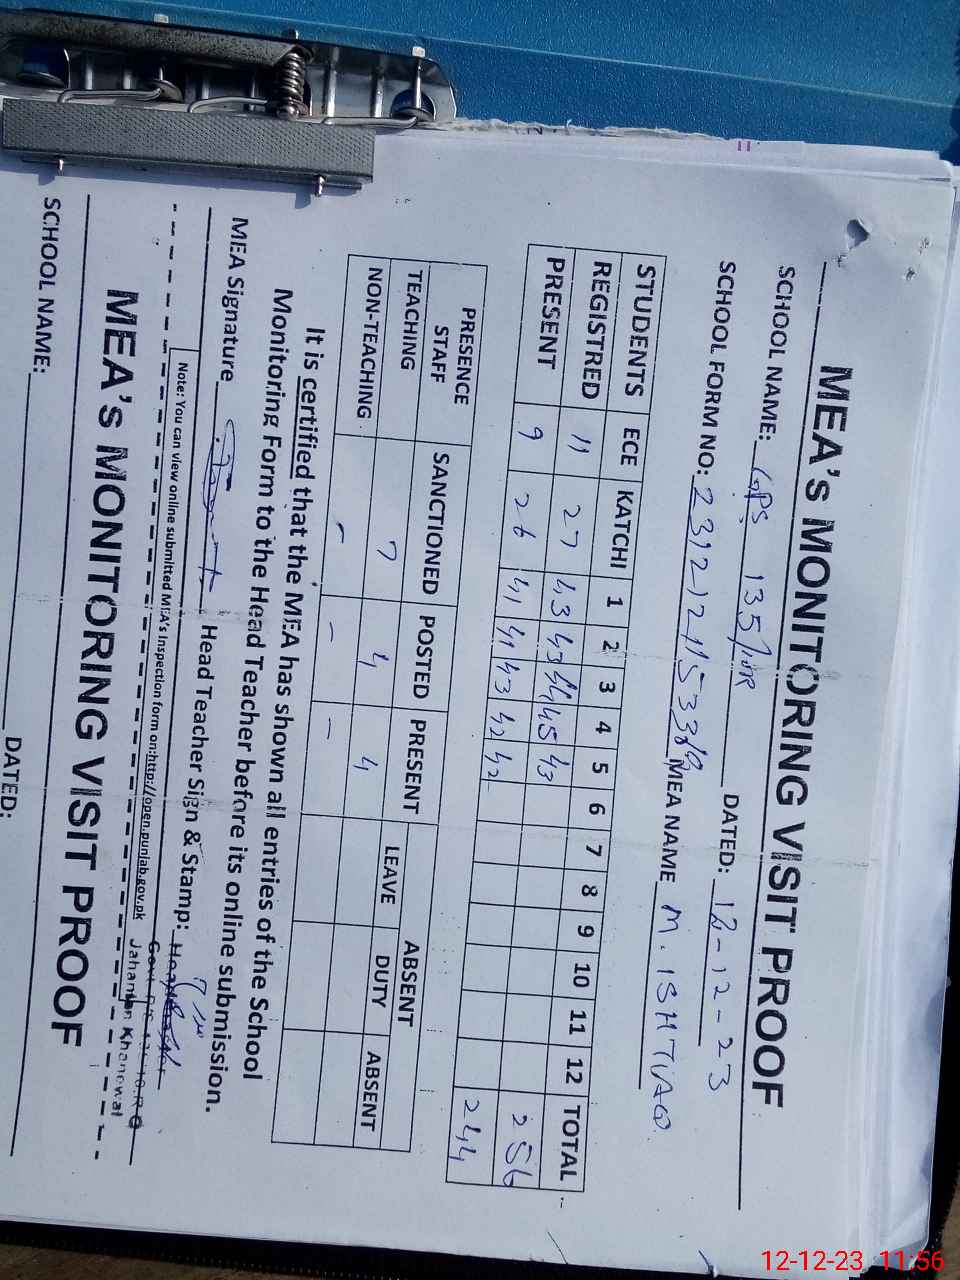 MEA's MONITORING VISIT PROOF
SCHOOL NAME: GPS 135/10R DATED: 12-12-23
SCHOOL FORM NO: MEA NAME M. ISHTIAQ
STUDENTS ECE KATCHI 1 2 3 4 5 6 7 8 9 10 11 12 TOTAL
REGISTRED 11 27 43 43 44 45 43 256
PRESENT 9 26 41 41 43 42 42 244
PRESENCE ABSENT
STAFF SANCTIONED POSTED PRESENT LEAVE DUTY ABSENT
TEACHING 7 4 4
NON-TEACHING - - -
It is certified that the MEA has shown all entries of the School
Monitoring Form to the Head Teacher before its online submission.
MEA Signature Head Teacher Sign & Stamp:
Jahanian Khanewal
Note: You can view online submitted MEA's Inspection form on:http://open.punjab.gov.pk
MEA's MONITORING VISIT PROOF
SCHOOL NAME: DATED:
12-12-23 11:56